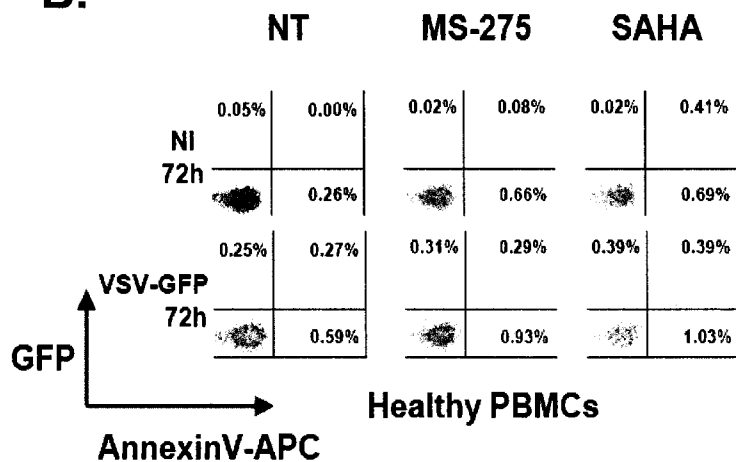 B.
NT MS-275 SAHA
0.05% 0.00% 0.02% 0.08% 0.02% 0.41%
NI
72h
0.26% 0.66% 0.69%
0.25% 0.27% 0.31% 0.29% 0.39% 0.39%
VSV-GFP
72h
0.59% 0.93% 1.03%
GFP
Healthy PBMCs
AnnexinV-APC